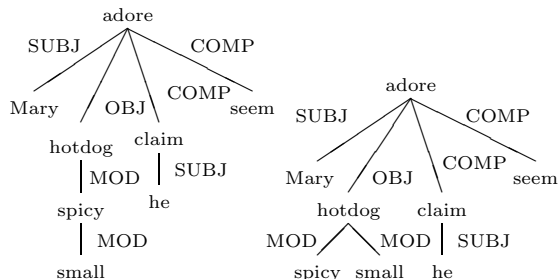 adore
SUBJ COMP
Mary OBJ COMP seem
hotdog claim
MOD SUBJ
spicy he
MOD
small
adore
SUBJ COMP
Mary OBJ COMP seem
hotdog claim
MOD MOD SUBJ
spicy small he